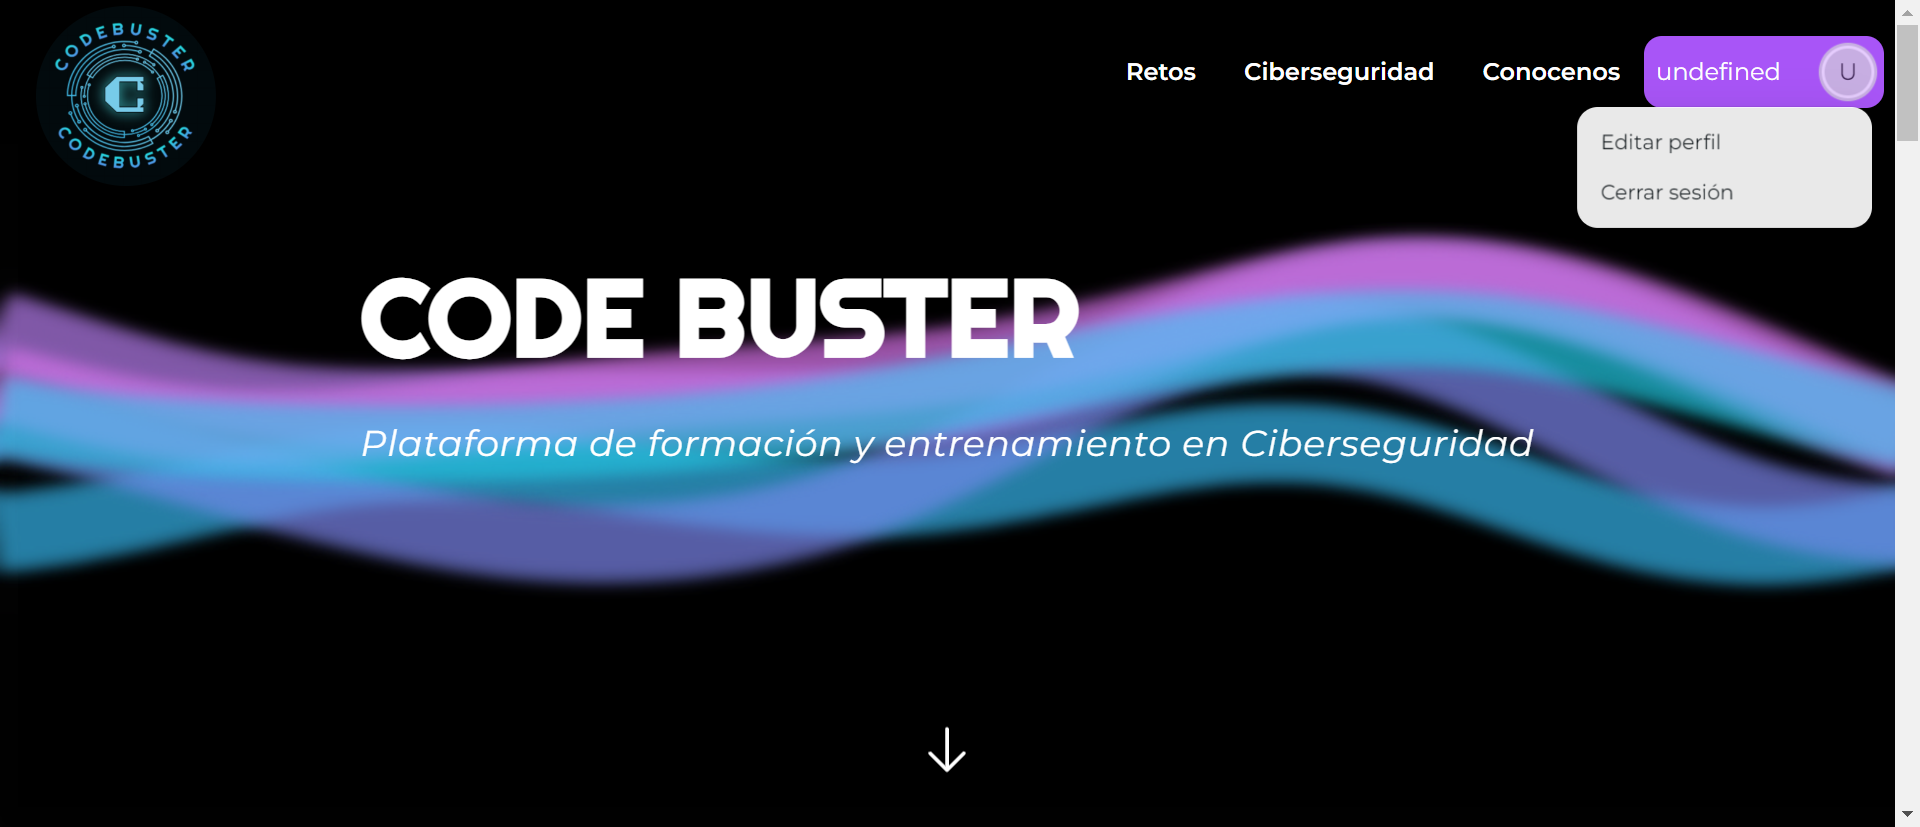 CODEBUSTER
C
CODEBUSTER
Retos Ciberseguridad Conocenos undefined U
Editar perfil
Cerrar sesión
CODE BUSTER
Plataforma de formación y entrenamiento en Ciberseguridad